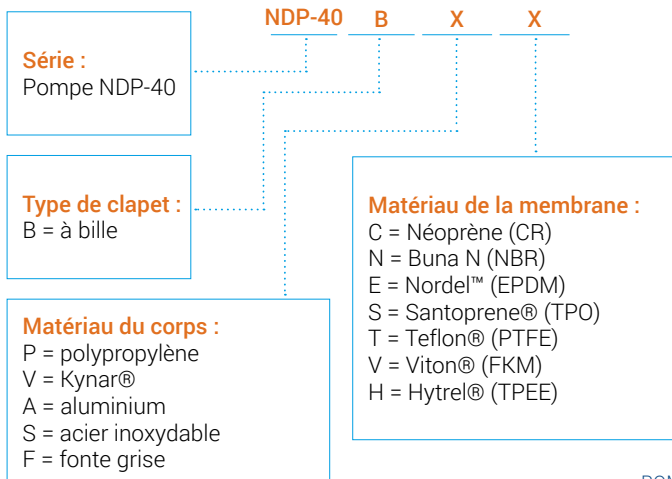 NDP-40 B X X
Série :
Pompe NDP-40
Type de clapet :
B = à bille
Matériau du corps :
P = polypropylène
V = Kynar®
A = aluminium
S = acier inoxydable
F = fonte grise
Matériau de la membrane :
C = Néoprène (CR)
N = Buna N (NBR)
E = Nordel™ (EPDM)
S = Santoprene® (TPO)
T = Teflon® (PTFE)
V = Viton® (FKM)
H = Hytrel® (TPEE)